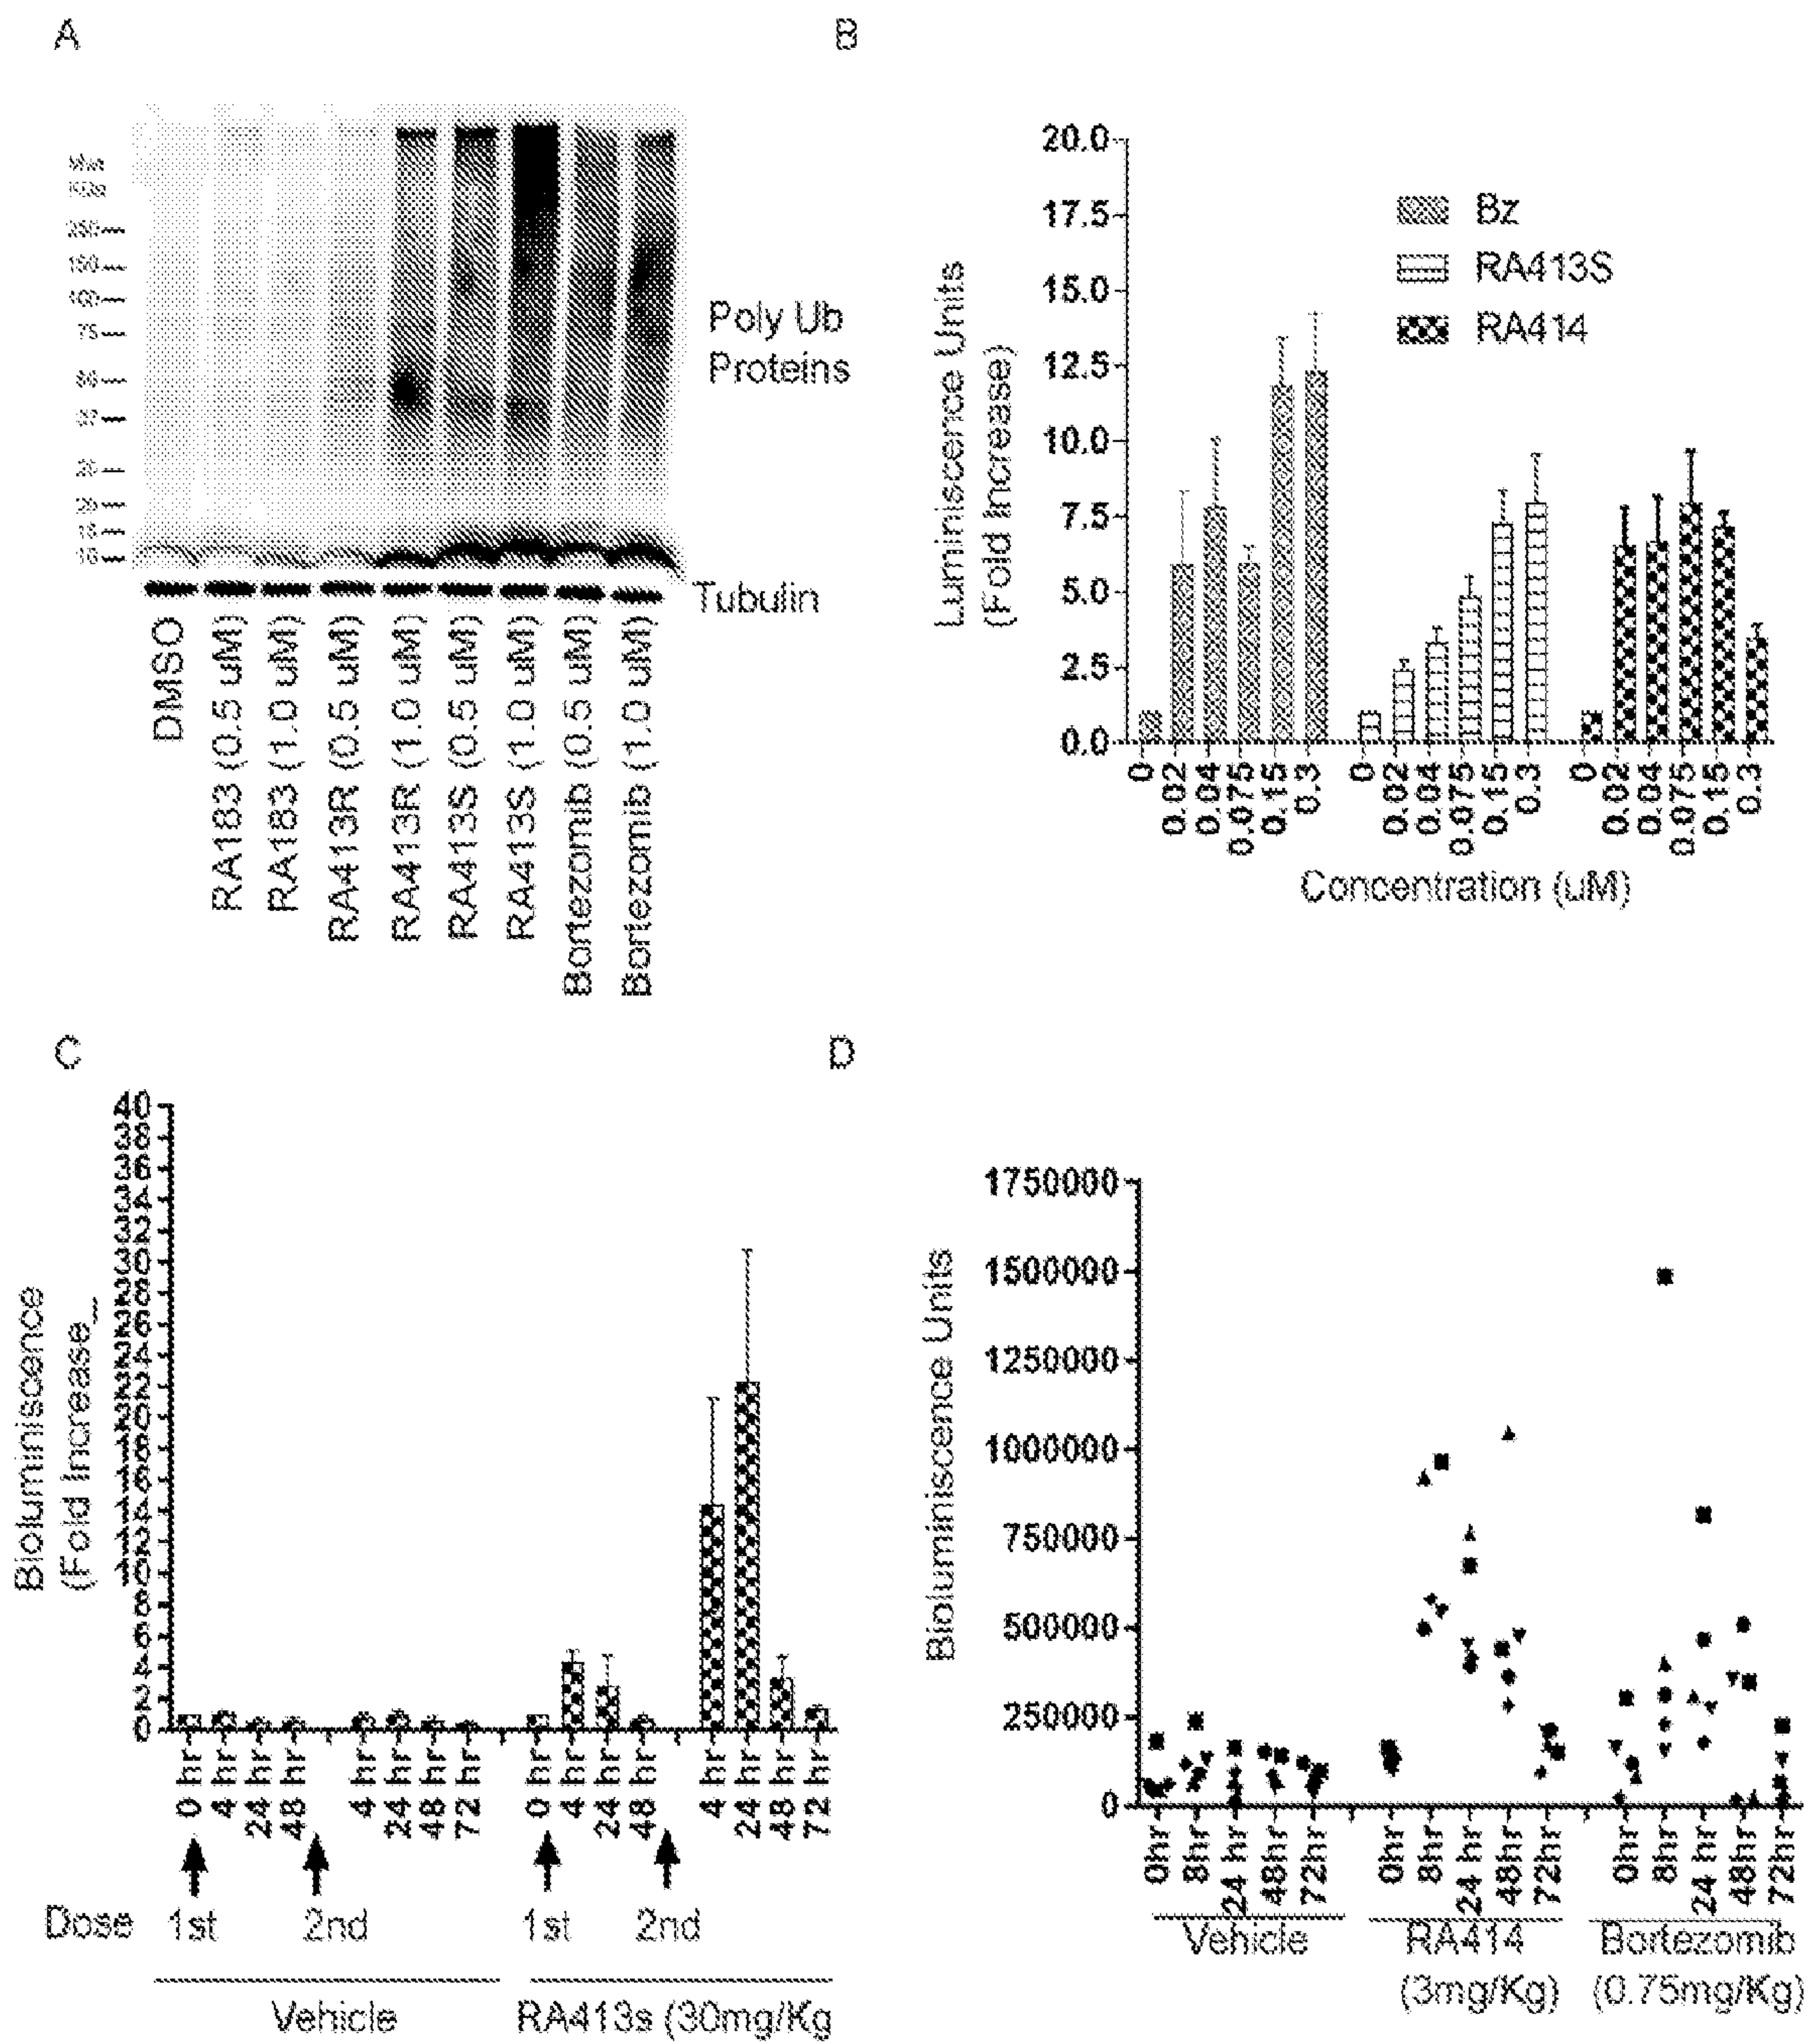 A
Poly Ub
Proteins
75
Tubulin
DMSO
RA183 (0.5 uM)
RA183 (1.0 uM)
RA413R (0.5 uM)
RA413R (1.0 uM)
RA413S (0.5 uM)
RA413S (1.0 uM)
Bortezomib (0.5 uM)
Bortezomib (1.0 uM)
B
Luminiscence Units
(Fold Increase)
20.0
17.5
15.0
12.5
10.0
7.5
5.0
2.5
0.0
Bz
RA413S
RA414
0
0.02
0.04
0.075
0.15
0.3
0
0.02
0.04
0.075
0.15
0.3
0
0.02
0.04
0.075
0.15
0.3
Concentration (uM)
C
Bioluminiscence
(Fold Increase_
40
0 hr
4 hr
24 hr
48 hr
4 hr
24 hr
48 hr
72 hr
0 hr
4 hr
24 hr
48 hr
4 hr
24 hr
48 hr
72 hr
Dose 1st 2nd 1st 2nd
Vehicle RA413s (30mg/Kg
D
Bioluminiscence Units
1750000
1500000
1250000
1000000
750000
500000
250000
0
0hr
8hr
24 hr
48hr
72hr
0hr
8hr
24 hr
48hr
72hr
0hr
8hr
24 hr
48hr
72hr
Vehicle RA414 Bortezomib
(3mg/Kg) (0.75mg/Kg)